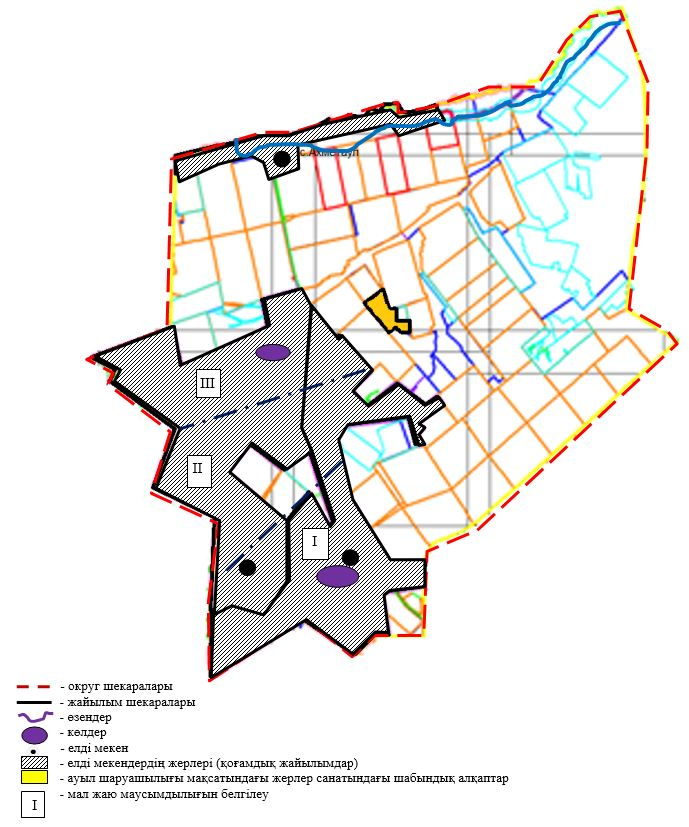 с.Ахметаул
III
II
I
- округ шекаралары
- жайылым шекаралары
- өзендер
- көлдер
- елді мекен
- елді мекендердің жерлері (қоғамдық жайылымдар)
- ауыл шаруашылығы мақсатындағы жерлер санатындағы шабындық алқаптар
I - мал жаю маусымдылығын белгілеу